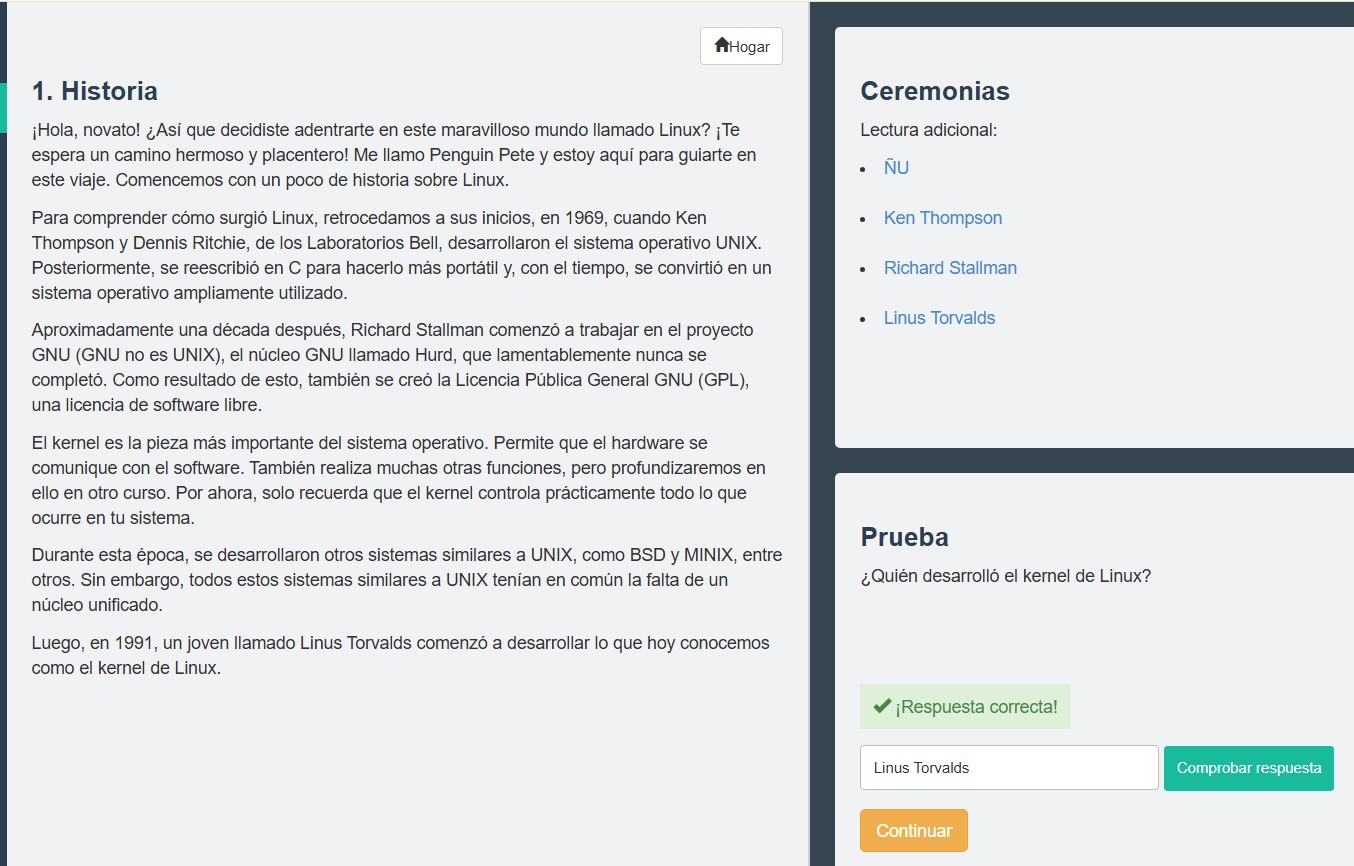 Hogar
1. Historia
¡Hola, novato! ¿Así que decidiste adentrarte en este maravilloso mundo llamado Linux? ¡Te
espera un camino hermoso y placentero! Me llamo Penguin Pete y estoy aquí para guiarte en
este viaje. Comencemos con un poco de historia sobre Linux.
Para comprender cómo surgió Linux, retrocedamos a sus inicios, en 1969, cuando Ken
Thompson y Dennis Ritchie, de los Laboratorios Bell, desarrollaron el sistema operativo UNIX.
Posteriormente, se reescribió en C para hacerlo más portátil y, con el tiempo, se convirtió en un
sistema operativo ampliamente utilizado.
Aproximadamente una década después, Richard Stallman comenzó a trabajar en el proyecto
GNU (GNU no es UNIX), el núcleo GNU llamado Hurd, que lamentablemente nunca se
completó. Como resultado de esto, también se creó la Licencia Pública General GNU (GPL),
una licencia de software libre.
El kernel es la pieza más importante del sistema operativo. Permite que el hardware se
comunique con el software. También realiza muchas otras funciones, pero profundizaremos en
ello en otro curso. Por ahora, solo recuerda que el kernel controla prácticamente todo lo que
ocurre en tu sistema.
Durante esta época, se desarrollaron otros sistemas similares a UNIX, como BSD y MINIX, entre
otros. Sin embargo, todos estos sistemas similares a UNIX tenían en común la falta de un
núcleo unificado.
Luego, en 1991, un joven llamado Linus Torvalds comenzó a desarrollar lo que hoy conocemos
como el kernel de Linux.
Ceremonias
Lectura adicional:
ÑU
Ken Thompson
Richard Stallman
Linus Torvalds
Prueba
¿Quién desarrolló el kernel de Linux?
¡Respuesta correcta!
Linus Torvalds
Comprobar respuesta
Continuar